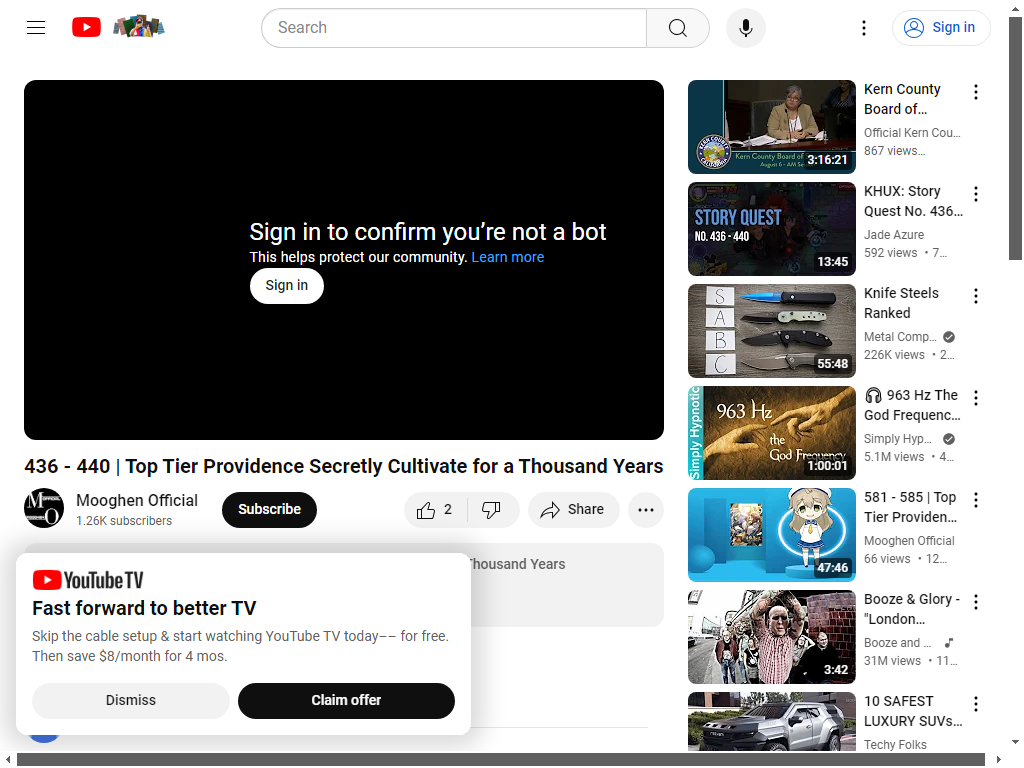 Search
Sign in
Sign in to confirm you're not a bot
This helps protect our community. Learn more
Sign in
436 - 440 | Top Tier Providence Secretly Cultivate for a Thousand Years
Mooghen Official
1.26K subscribers
Subscribe
2
Share
Thousand Years
YouTube TV
Fast forward to better TV
Skip the cable setup & start watching YouTube TV today–– for free.
Then save $8/month for 4 mos.
Dismiss
Claim offer
Kern County Board of
August 6 - AM Se
3:16:21
Kern County
Board of…
Official Kern Cou…
867 views…
STORY QUEST
NO. 436 - 440
13:45
KHUX: Story
Quest No. 436…
Jade Azure
592 views • 7…
S
A
B
C
55:48
Knife Steels
Ranked
Metal Comp…
226K views • 2…
Simply Hypnotic
963 Hz
the
God Frequency
1:00:01
963 Hz The
God Frequenc…
Simply Hyp…
5.1M views • 4…
47:46
581 - 585 | Top
Tier Providen…
Mooghen Official
66 views • 12…
3:42
Booze & Glory -
"London…
Booze and …
31M views • 11…
10 SAFEST
LUXURY SUVs…
Techy Folks